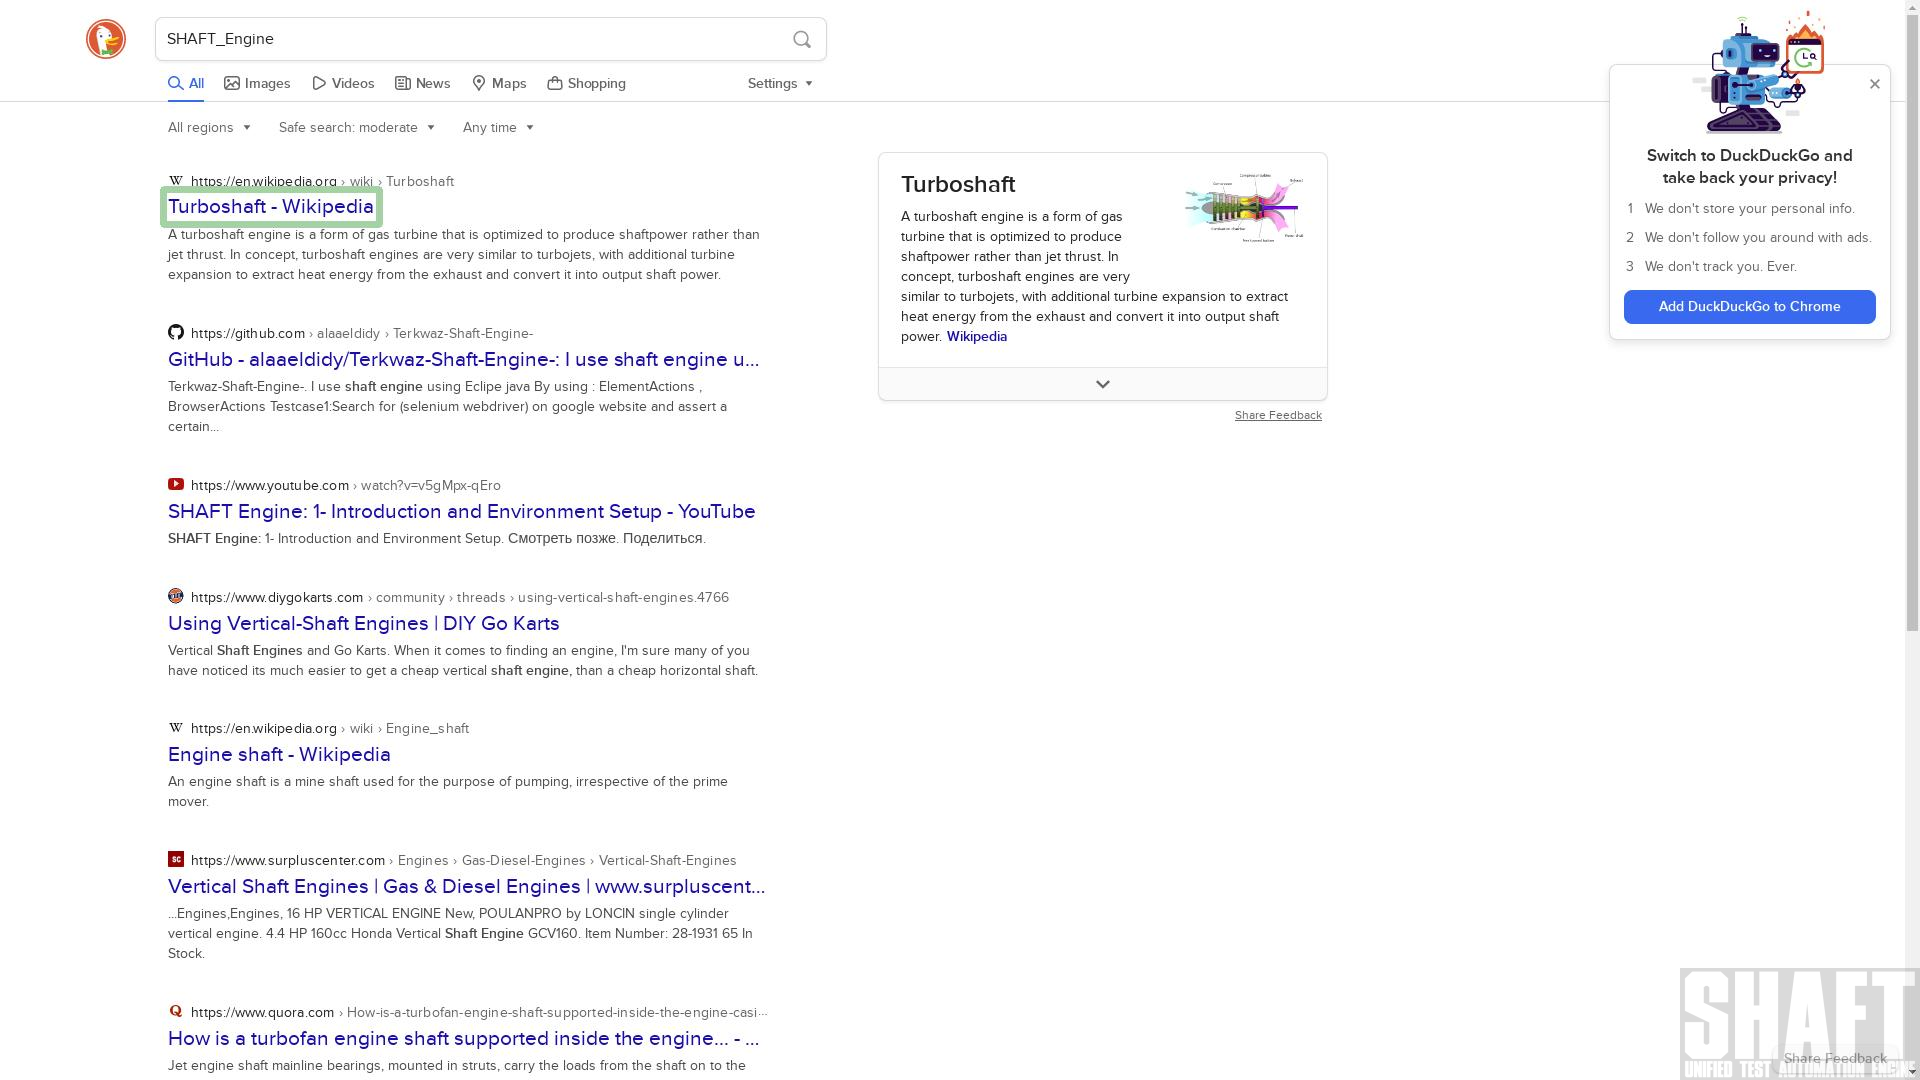 SHAFT_Engine
All
Images
Videos
News
Maps
Shopping
Settings
All regions
Safe search: moderate
Any time
https://en.wikipedia.org › wiki › Turboshaft
Turboshaft - Wikipedia
A turboshaft engine is a form of gas turbine that is optimized to produce shaftpower rather than
jet thrust. In concept, turboshaft engines are very similar to turbojets, with additional turbine
expansion to extract heat energy from the exhaust and convert it into output shaft power.
https://github.com › alaaeldidy › Terkwaz-Shaft-Engine-
GitHub - alaaeldidy/Terkwaz-Shaft-Engine-: I use shaft engine u...
Terkwaz-Shaft-Engine-. I use shaft engine using Eclipe java By using : ElementActions ,
BrowserActions Testcase1:Search for (selenium webdriver) on google website and assert a
certain...
https://www.youtube.com › watch?v=v5gMpx-qEro
SHAFT Engine: 1- Introduction and Environment Setup - YouTube
SHAFT Engine: 1- Introduction and Environment Setup. Смотреть позже. Поделиться.
https://www.diygokarts.com › community › threads › using-vertical-shaft-engines.4766
Using Vertical-Shaft Engines | DIY Go Karts
Vertical Shaft Engines and Go Karts. When it comes to finding an engine, I'm sure many of you
have noticed its much easier to get a cheap vertical shaft engine, than a cheap horizontal shaft.
https://en.wikipedia.org › wiki › Engine_shaft
Engine shaft - Wikipedia
An engine shaft is a mine shaft used for the purpose of pumping, irrespective of the prime
mover.
https://www.surpluscenter.com › Engines › Gas-Diesel-Engines › Vertical-Shaft-Engines
Vertical Shaft Engines | Gas & Diesel Engines | www.surpluscent...
...Engines,Engines, 16 HP VERTICAL ENGINE New, POULANPRO by LONCIN single cylinder
vertical engine. 4.4 HP 160cc Honda Vertical Shaft Engine GCV160. Item Number: 28-1931 65 In
Stock.
https://www.quora.com › How-is-a-turbofan-engine-shaft-supported-inside-the-engine-casi...
How is a turbofan engine shaft supported inside the engine... - ...
Jet engine shaft mainline bearings, mounted in struts, carry the loads from the shaft on to the
Turboshaft
A turboshaft engine is a form of gas
turbine that is optimized to produce
shaftpower rather than jet thrust. In
concept, turboshaft engines are very
similar to turbojets, with additional turbine expansion to extract
heat energy from the exhaust and convert it into output shaft
power. Wikipedia
Share Feedback
Switch to DuckDuckGo and
take back your privacy!
1 We don't store your personal info.
2 We don't follow you around with ads.
3 We don't track you. Ever.
Add DuckDuckGo to Chrome
SHAFT
Share Feedback
UNIFIED TEST AUTOMATION ENGINE